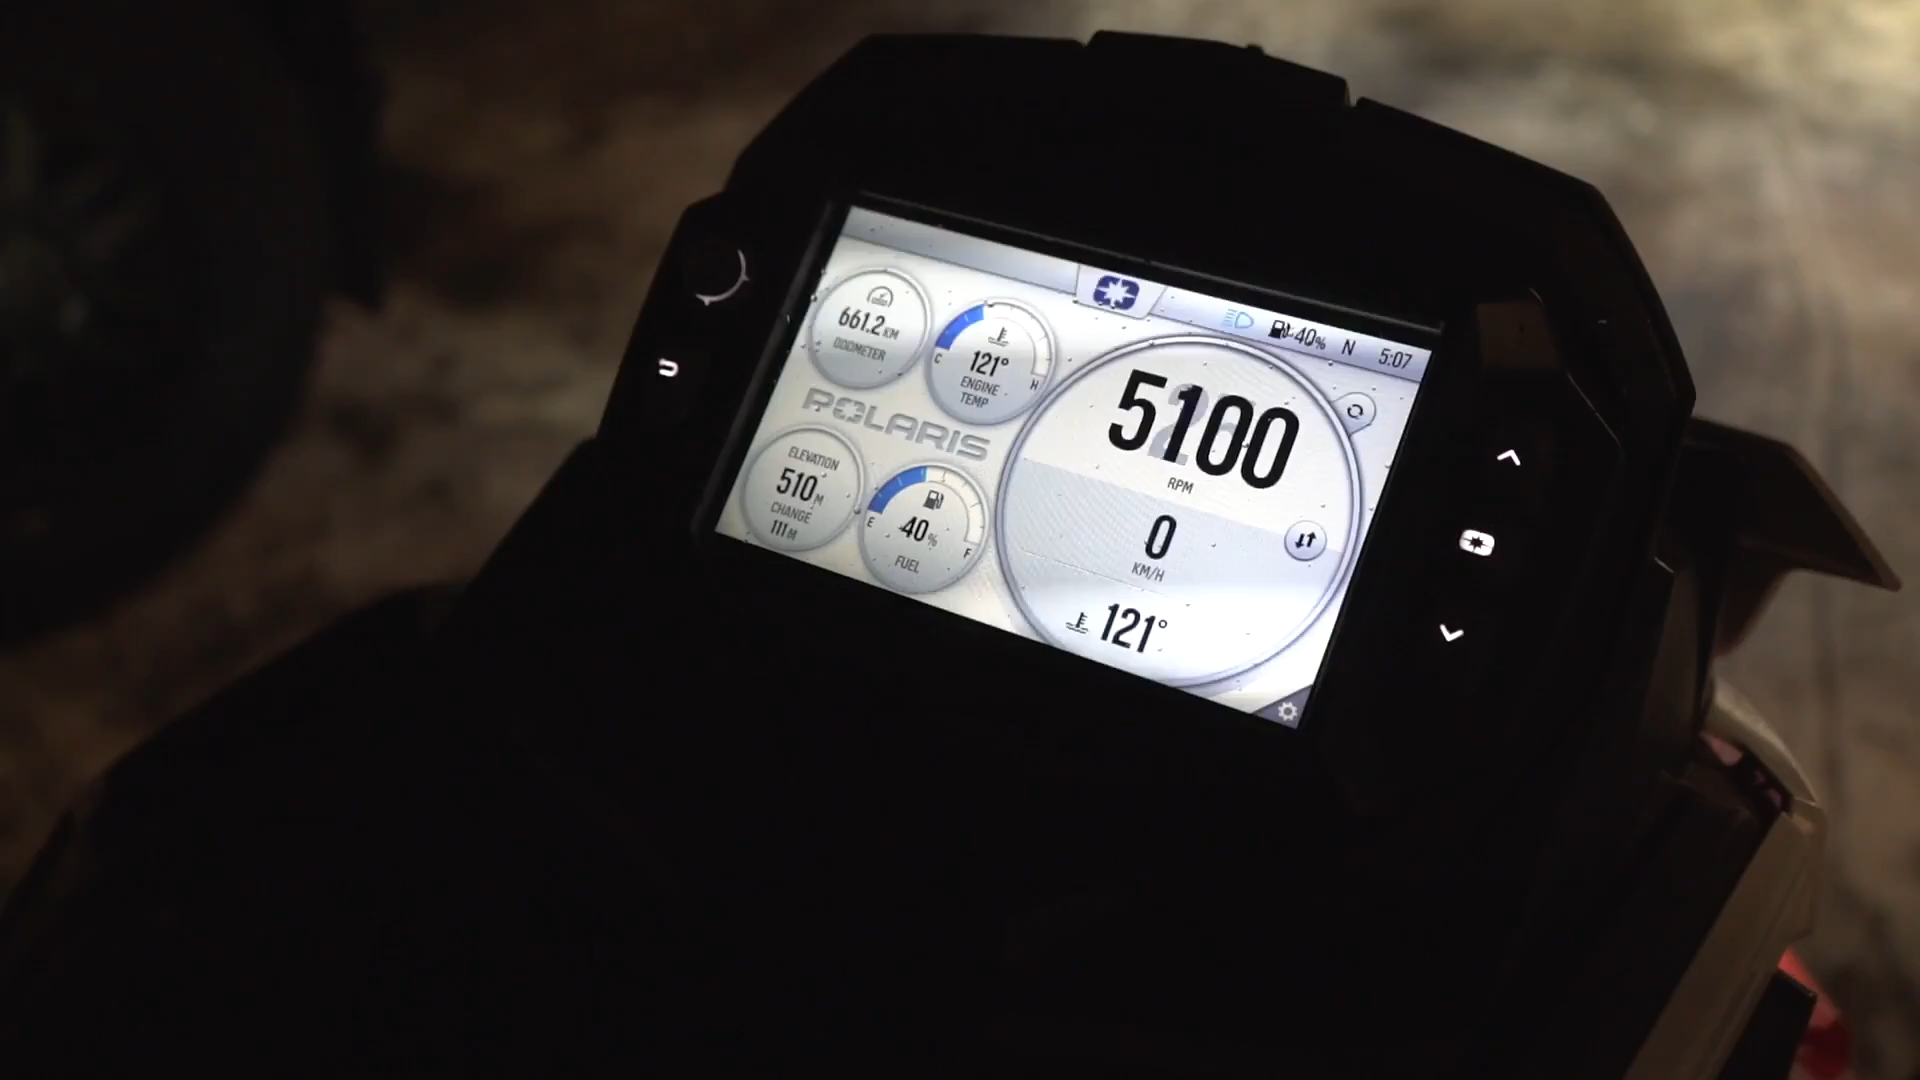 40% N 5:07
661.2 KM
ODOMETER
121°
C H
ENGINE
TEMP
POLARIS
ELEVATION
510 M
CHANGE
111 M
E F
40%
FUEL
5100
RPM
0
KM/H
121°